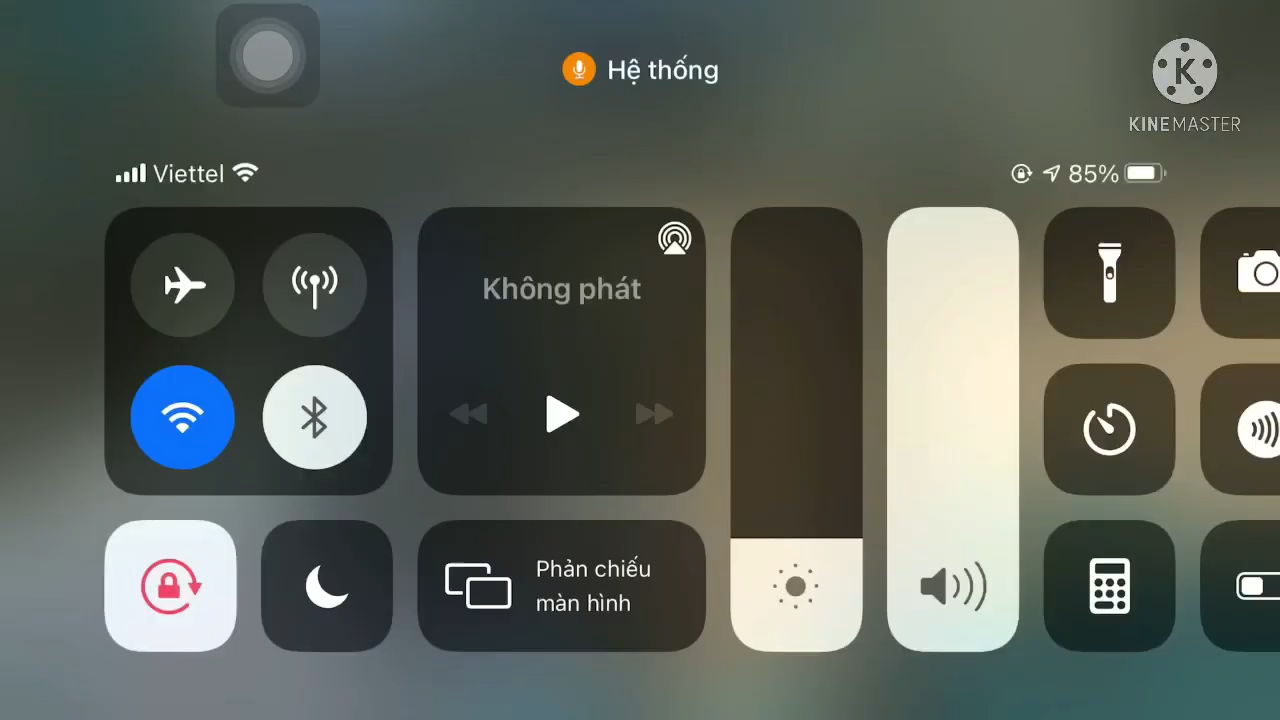 Hệ thống
K
KINEMASTER
Viettel
85%
Không phát
Phản chiếu
màn hình